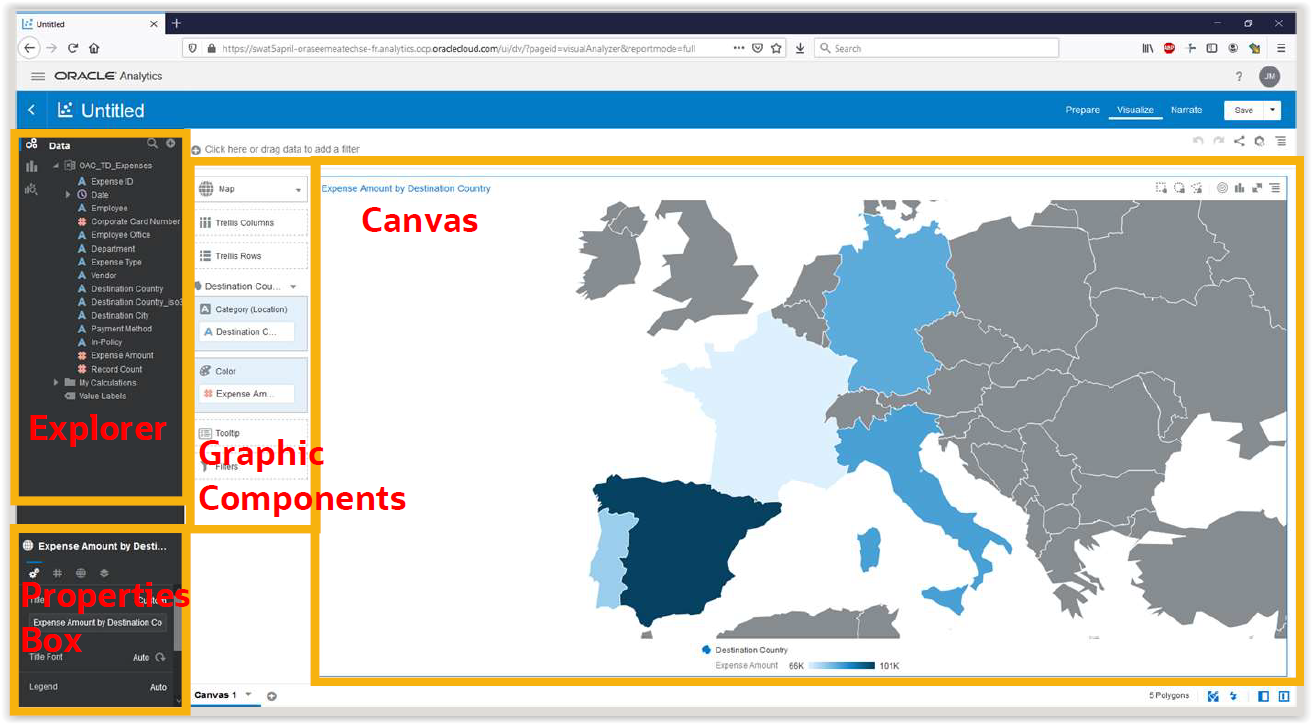 Untitled
https://swat5april-oraseemeatechse-fr.analytics.ocp.oraclecloud.com/ui/dv/?pageid=visualAnalyzer&reportmode=full
Search
ORACLE Analytics
?
JM
Untitled
Prepare
Visualize
Narrate
Save
Data
Click here or drag data to add a filter
OAC_TD_Expenses
Expense ID
Date
Employee
Corporate Card Number
Employee Office
Department
Expense Type
Vendor
Destination Country
Destination Country_iso3
Destination City
Payment Method
In-Policy
Expense Amount
Record Count
My Calculations
Value Labels
Explorer
Map
Trellis Columns
Trellis Rows
Destination Cou...
Category (Location)
Destination C...
Color
Expense Am...
Tooltip
Filters
Graphic
Components
Expense Amount by Destination Country
Canvas
Destination Country
Expense Amount 66K 101K
Expense Amount by Desti...
Properties
Box
Title Custom
Expense Amount by Destination Co
Title Font Auto
Legend Auto
Canvas 1
5 Polygons